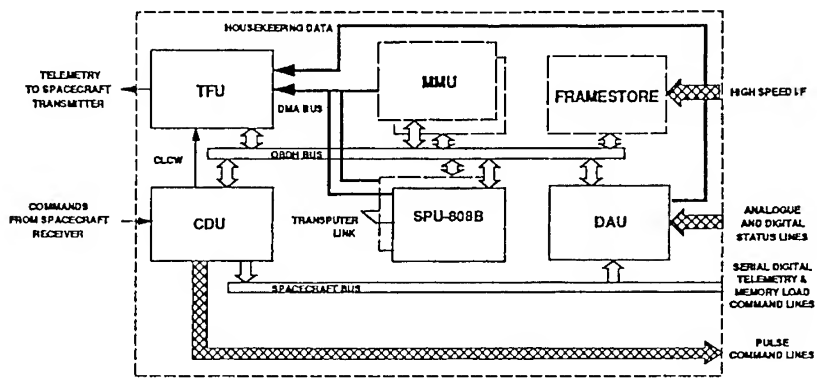 HOUSEKEEPING DATA
TELEMETRY
TO SPACECRAFT
TRANSMITTER
TFU
MMU
FRAMESTORE
HIGH SPEED I/F
DMA BUS
CLCW
OBDH BUS
COMMANDS
FROM SPACECRAFT
RECEIVER
CDU
TRANSPUTER
LINK
SPU-808B
DAU
ANALOGUE
AND DIGITAL
STATUS LINES
SPACECRAFT BUS
SERIAL DIGITAL
TELEMETRY &
MEMORY LOAD
COMMAND LINES
PULSE
COMMAND LINES